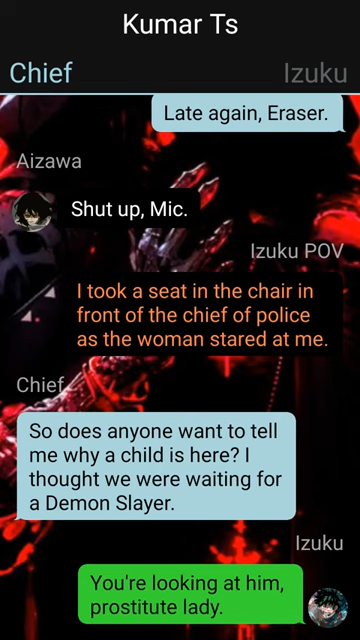 Kumar Ts
Chief
Izuku
Late again, Eraser.
Aizawa
Shut up, Mic.
Izuku POV
I took a seat in the chair in
front of the chief of police
as the woman stared at me.
Chief
So does anyone want to tell
me why a child is here? I
thought we were waiting for
a Demon Slayer.
Izuku
You're looking at him,
prostitute lady.